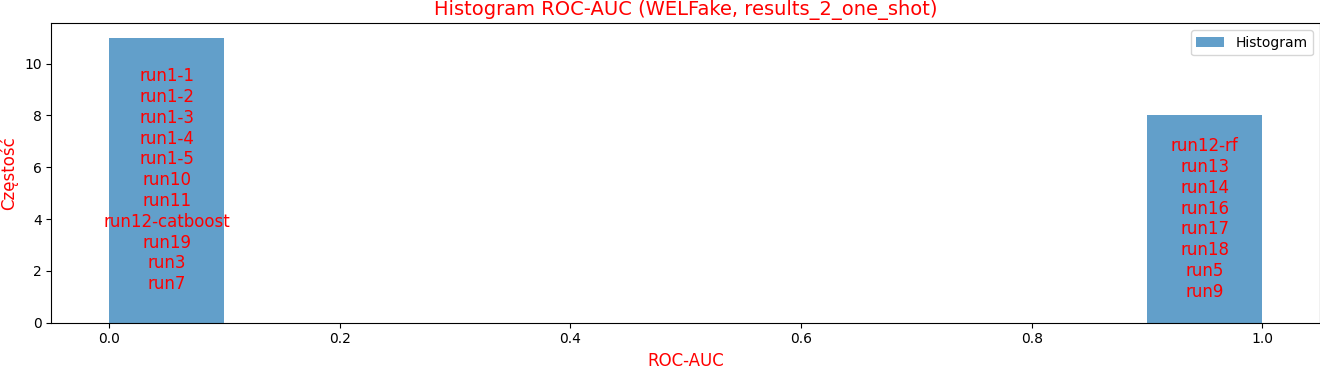 Histogram ROC-AUC (WELFake, results_2_one_shot)
Histogram
Częstość
10
8
6
4
2
0
run1-1
run1-2
run1-3
run1-4
run1-5
run10
run11
run12-catboost
run19
run3
run7
run12-rf
run13
run14
run16
run17
run18
run5
run9
0.0 0.2 0.4 0.6 0.8 1.0
ROC-AUC